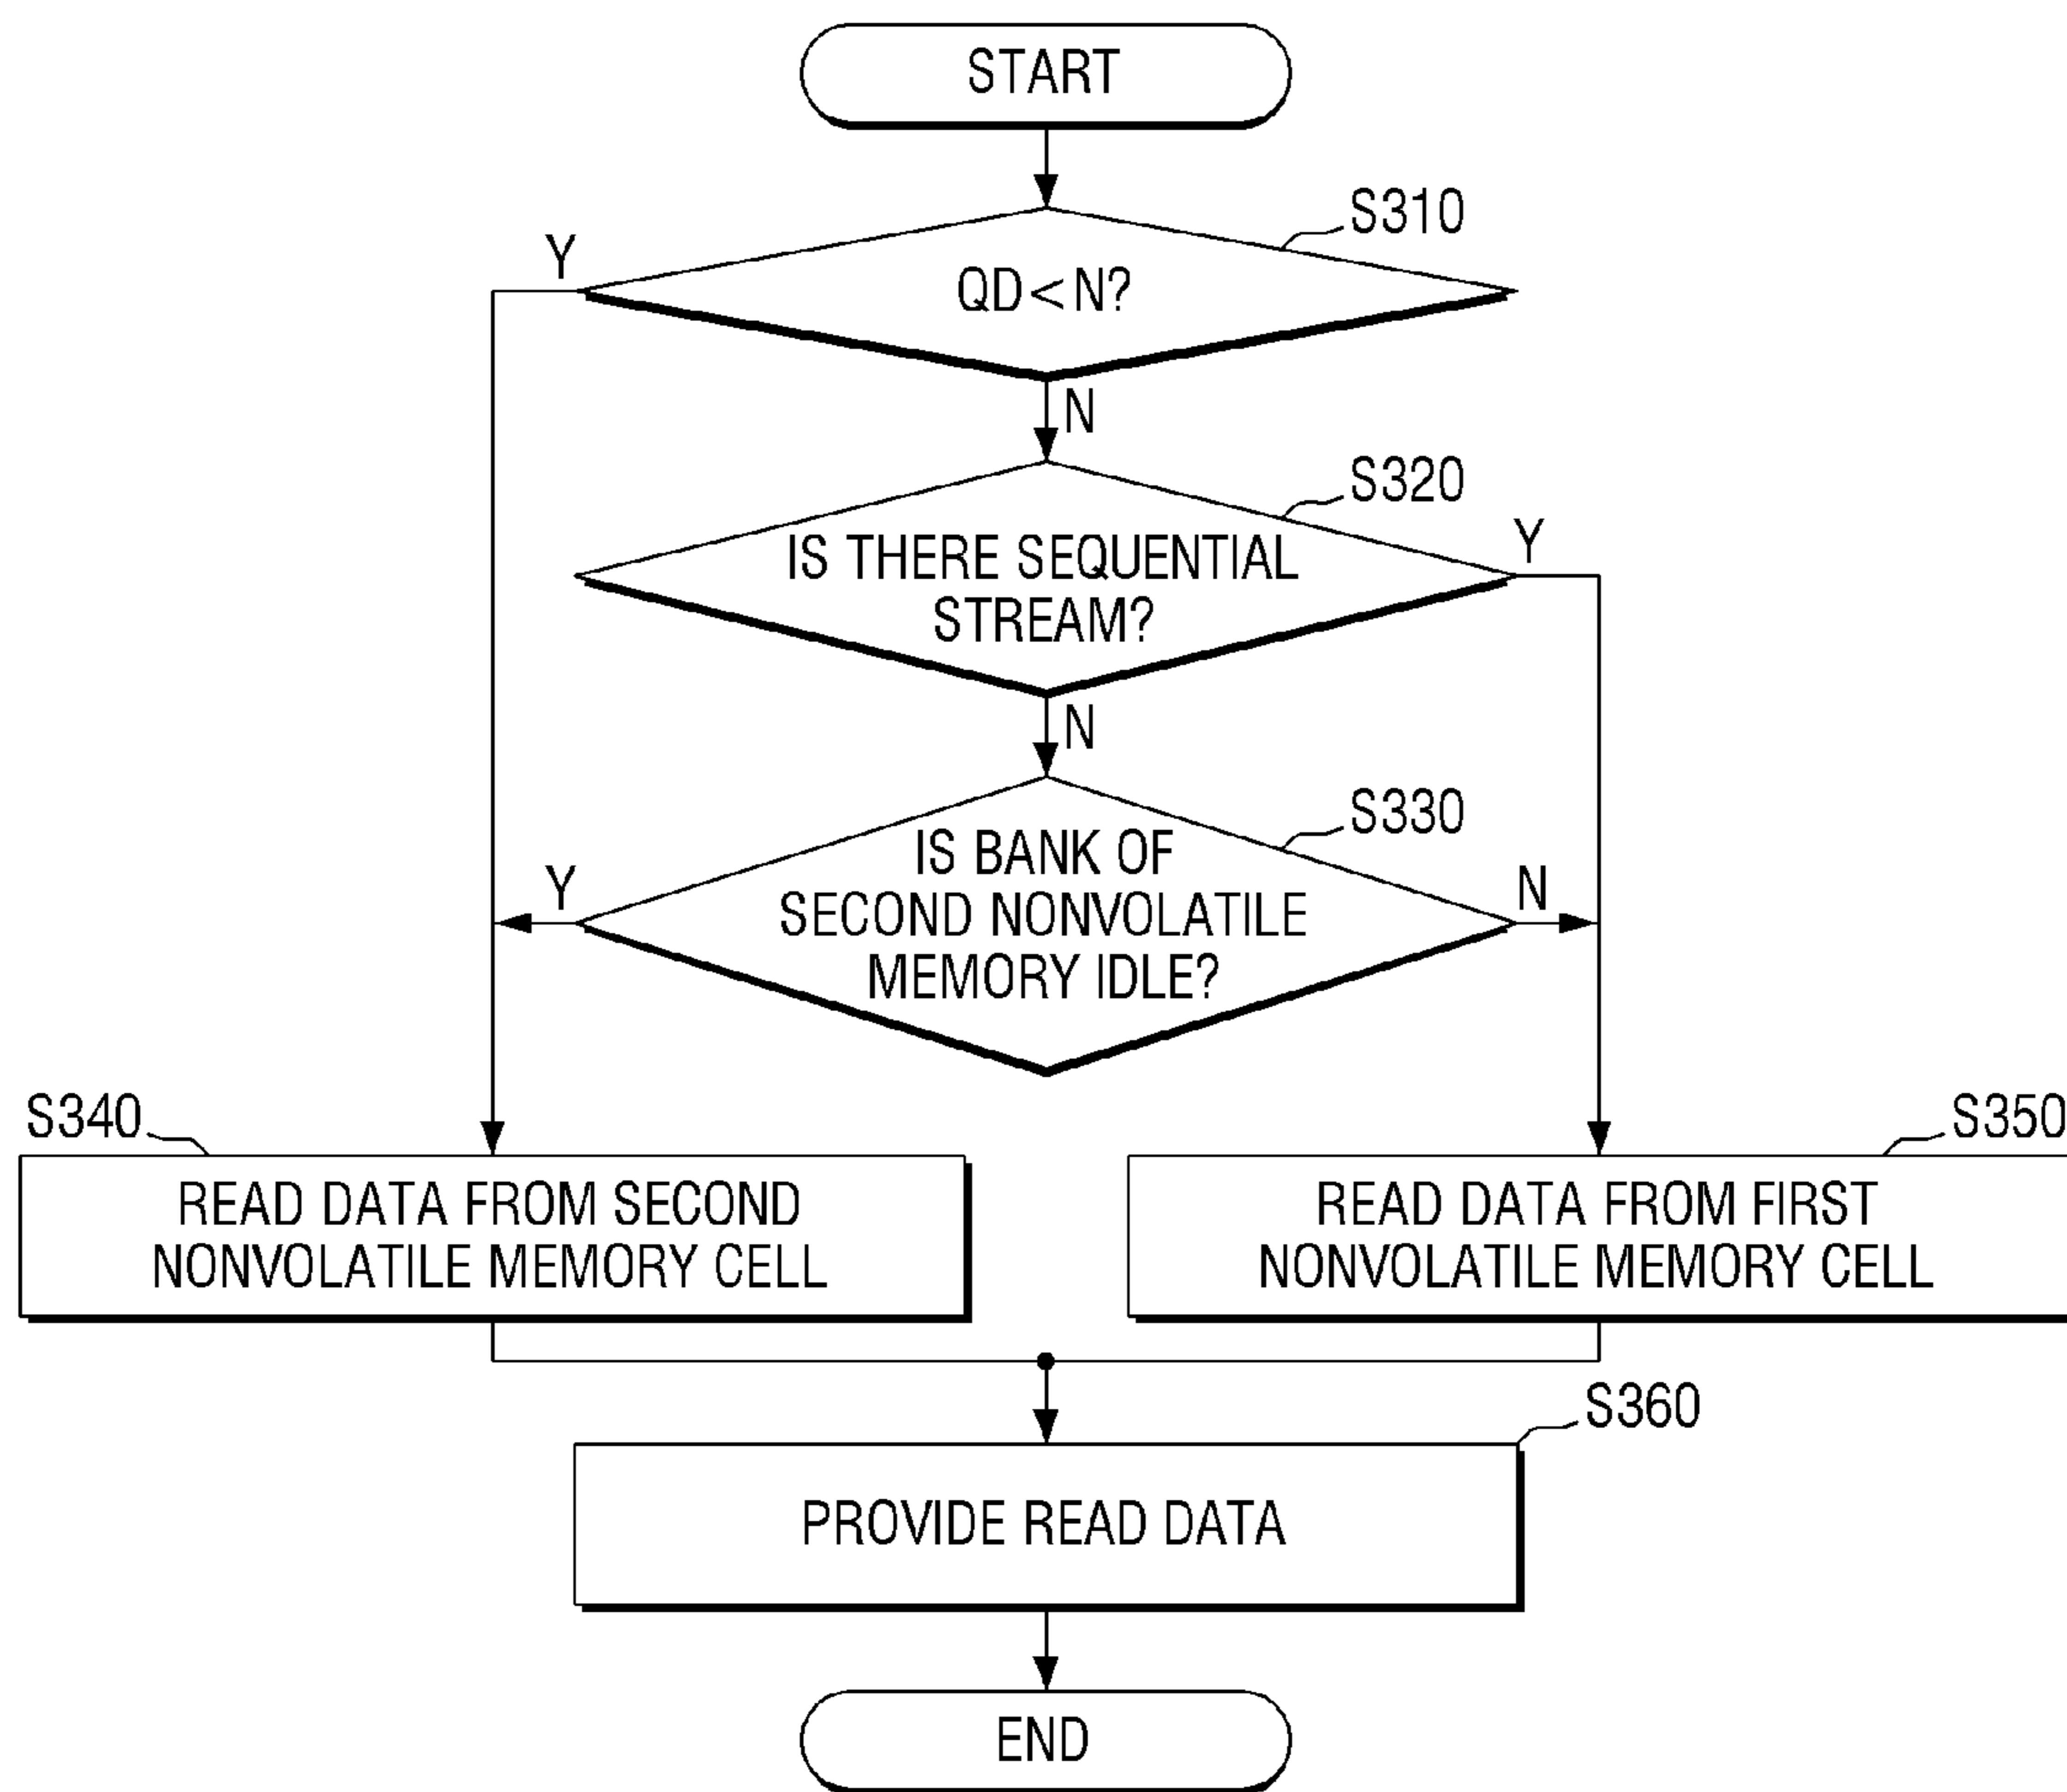 START
S310
Y
QD<N?
N
S320
Y
IS THERE SEQUENTIAL
STREAM?
N
S330
IS BANK OF
Y
SECOND NONVOLATILE
N
MEMORY IDLE?
S340
S350
READ DATA FROM SECOND
NONVOLATILE MEMORY CELL
READ DATA FROM FIRST
NONVOLATILE MEMORY CELL
S360
PROVIDE READ DATA
END